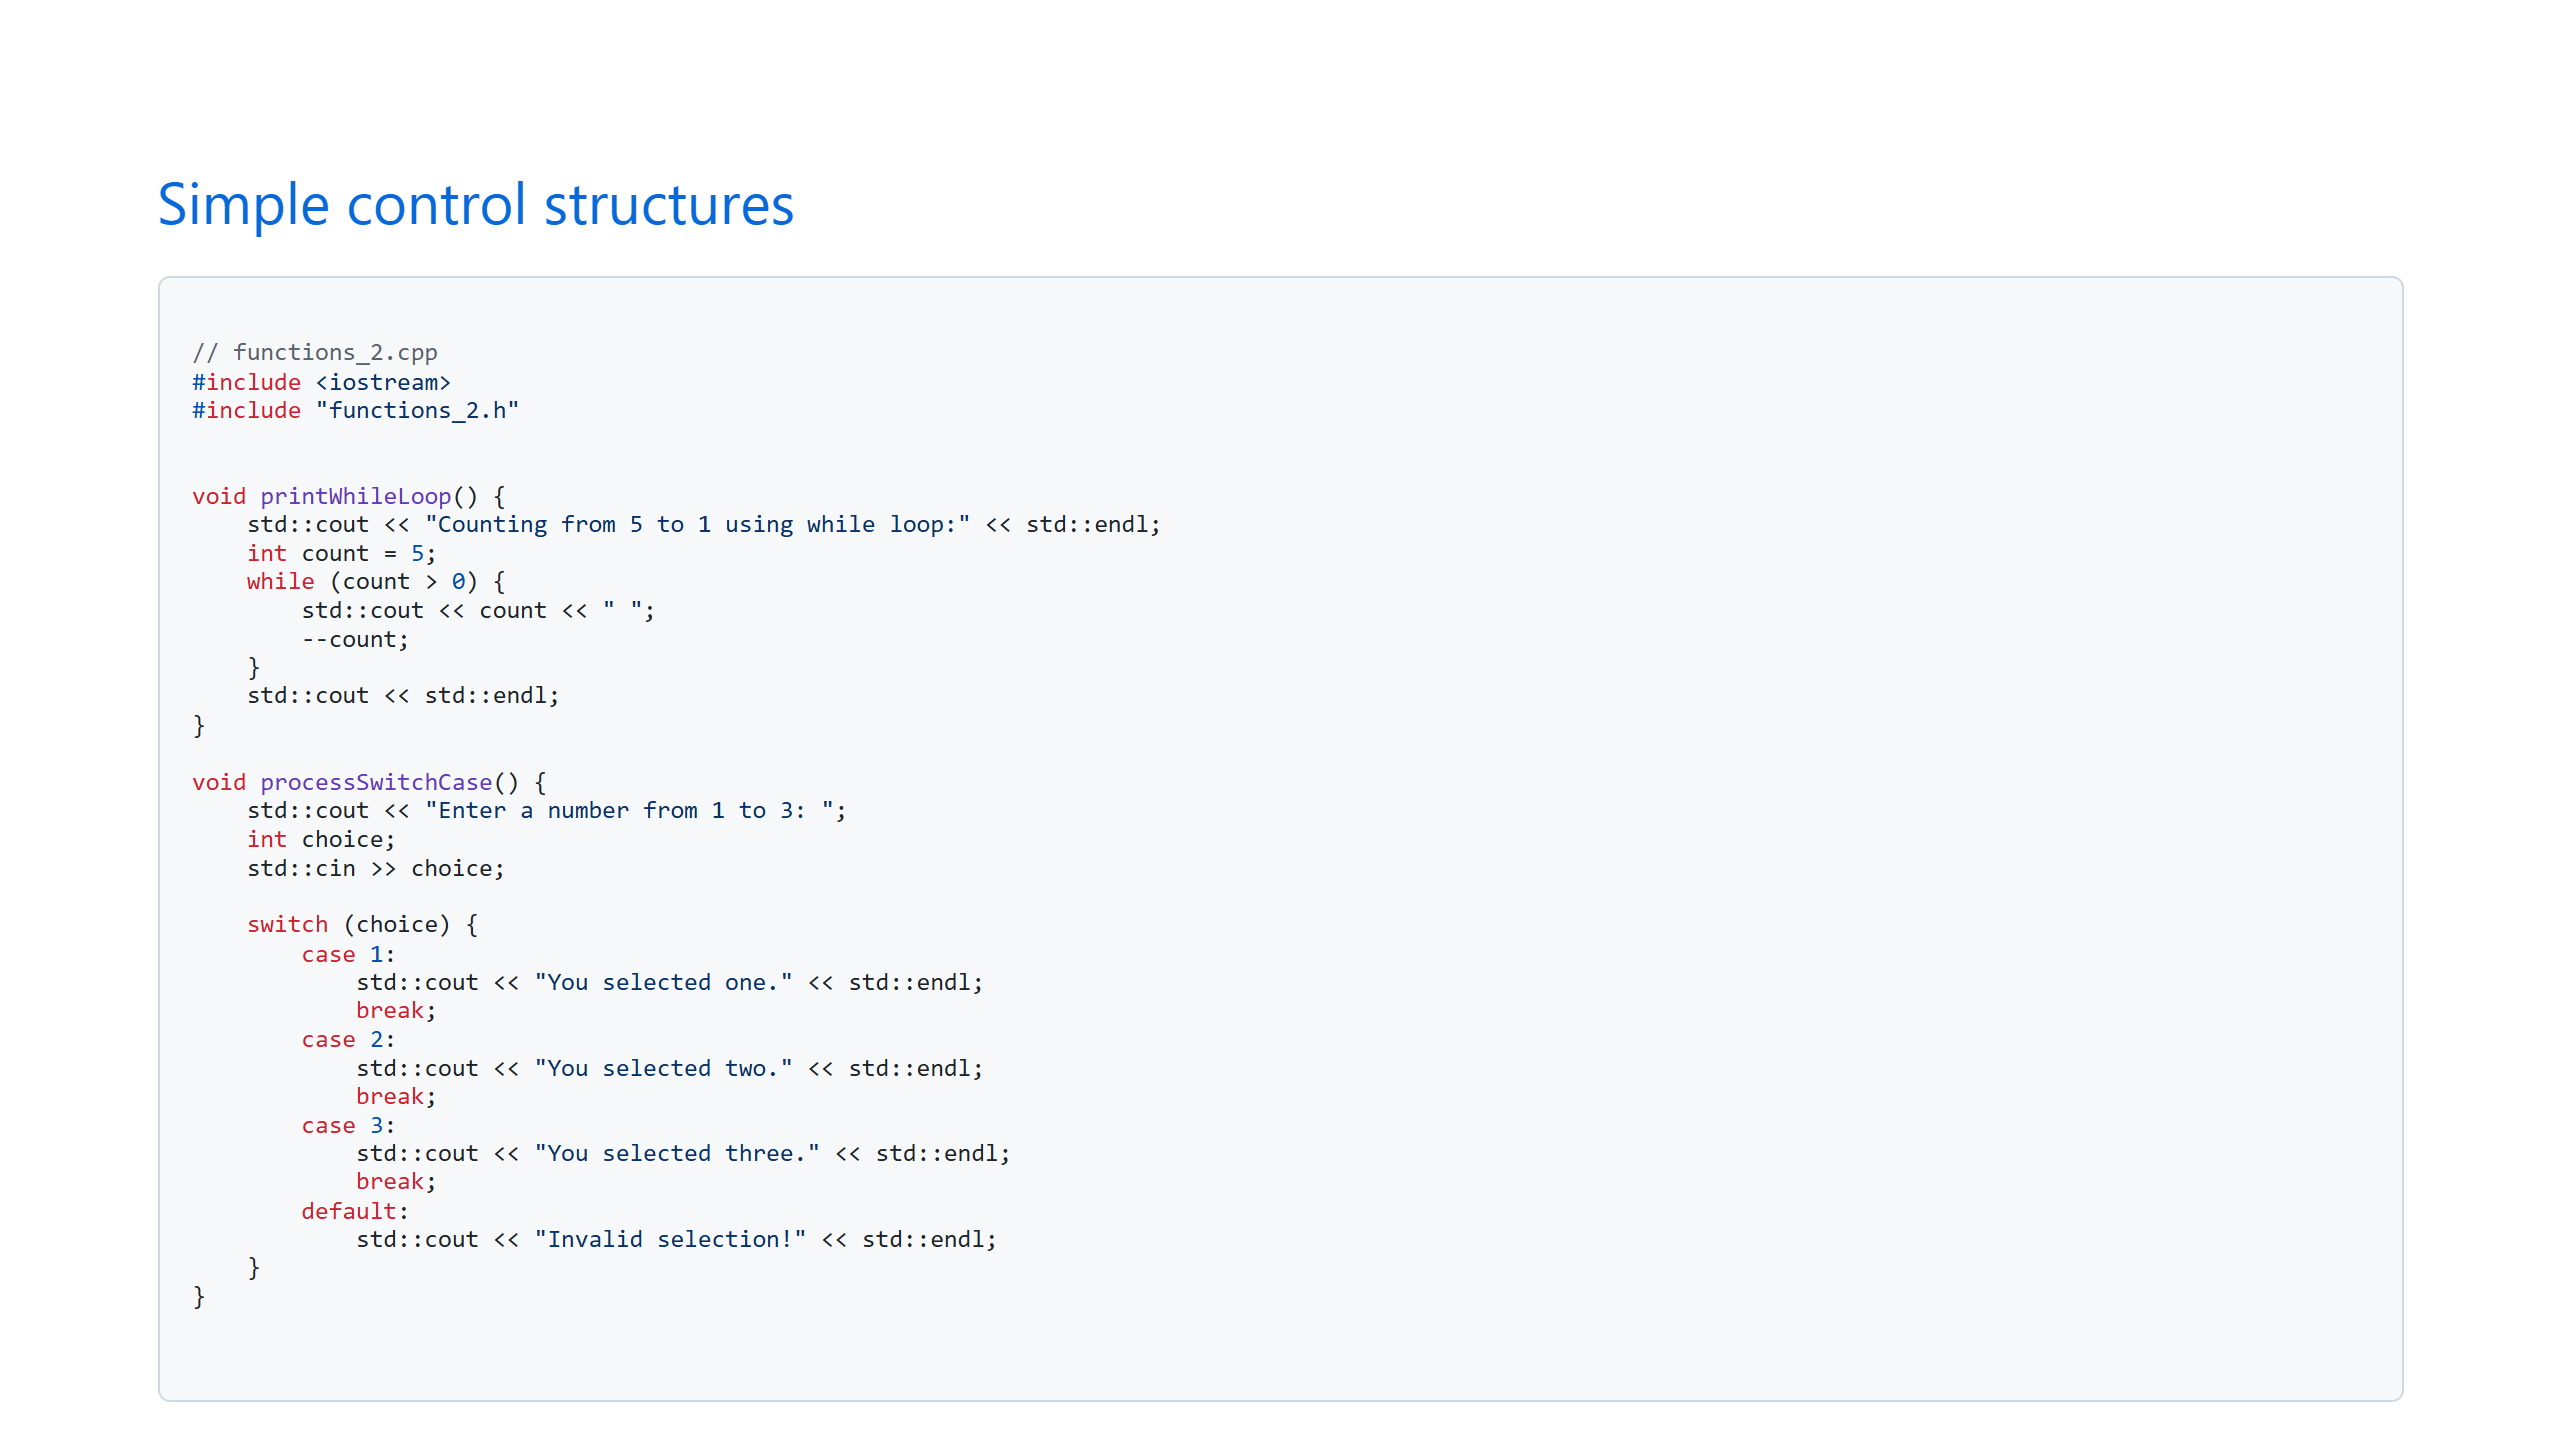 Simple control structures
// functions_2.cpp
#include <iostream>
#include "functions_2.h"
void printWhileLoop() {
    std::cout << "Counting from 5 to 1 using while loop:" << std::endl;
    int count = 5;
    while (count > 0) {
        std::cout << count << " ";
        --count;
    }
    std::cout << std::endl;
}
void processSwitchCase() {
    std::cout << "Enter a number from 1 to 3: ";
    int choice;
    std::cin >> choice;
    switch (choice) {
        case 1:
            std::cout << "You selected one." << std::endl;
            break;
        case 2:
            std::cout << "You selected two." << std::endl;
            break;
        case 3:
            std::cout << "You selected three." << std::endl;
            break;
        default:
            std::cout << "Invalid selection!" << std::endl;
    }
}